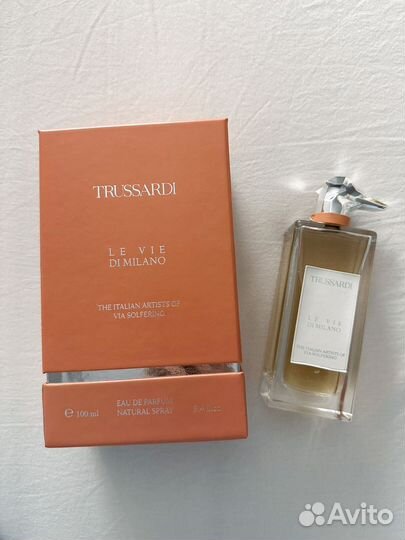 TRUSSARDI
LE VIE
DI MILANO
THE ITALIAN ARTISTS OF
VIA SOLFERINO
℮ 100 ml
EAU DE PARFUM
NATURAL SPRAY
TRUSSARDI
LE VIE
DI MILANO
THE ITALIAN ARTISTS OF
VIA SOLFERINO
Avito